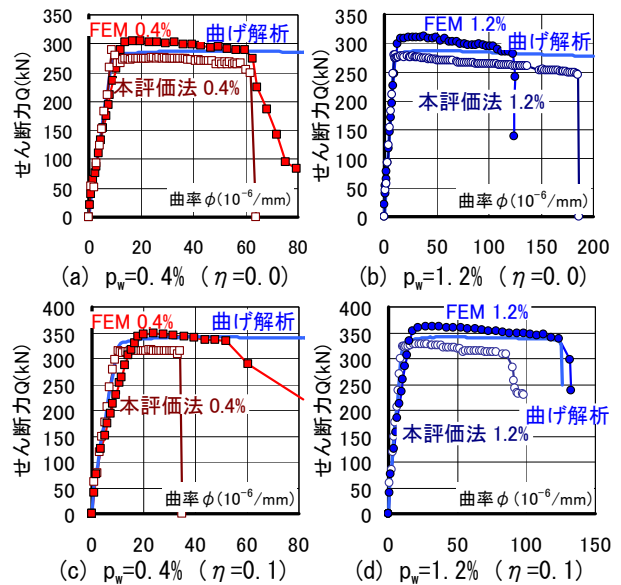 350
300
250
200
150
100
50
0
せん断力Q(kN)
FEM 0.4%
曲げ解析
本評価法 0.4%
曲率φ(10⁻⁶/mm)
0 20 40 60 80
(a) p_w=0.4% (η=0.0)
350
300
250
200
150
100
50
0
せん断力Q(kN)
FEM 1.2%
曲げ解析
本評価法 1.2%
曲率φ(10⁻⁶/mm)
0 50 100 150 200
(b) p_w=1.2% (η=0.0)
400
350
300
250
200
150
100
50
0
せん断力Q(kN)
FEM 0.4%
曲げ解析
本評価法 0.4%
曲率φ(10⁻⁶/mm)
0 20 40 60 80
(c) p_w=0.4% (η=0.1)
400
350
300
250
200
150
100
50
0
せん断力Q(kN)
FEM 1.2%
本評価法 1.2%
曲げ解析
曲率φ(10⁻⁶/mm)
0 50 100 150
(d) p_w=1.2% (η=0.1)